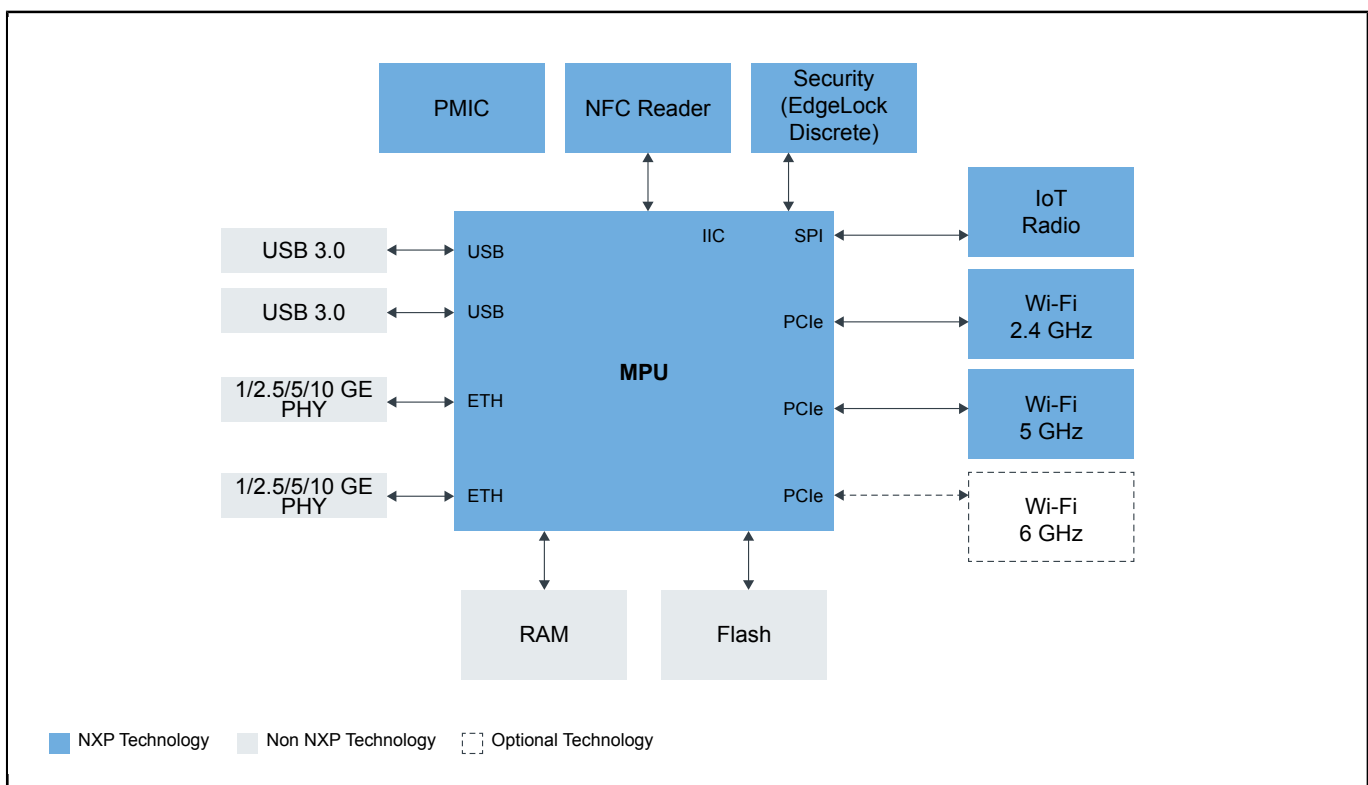 PMIC
NFC Reader
Security
(EdgeLock
Discrete)
IoT
Radio
IIC
SPI
USB 3.0
USB
USB 3.0
USB
PCIe
Wi-Fi
2.4 GHz
MPU
1/2.5/5/10 GE
PHY
ETH
PCIe
Wi-Fi
5 GHz
1/2.5/5/10 GE
PHY
ETH
PCIe
Wi-Fi
6 GHz
RAM
Flash
NXP Technology
Non NXP Technology
Optional Technology